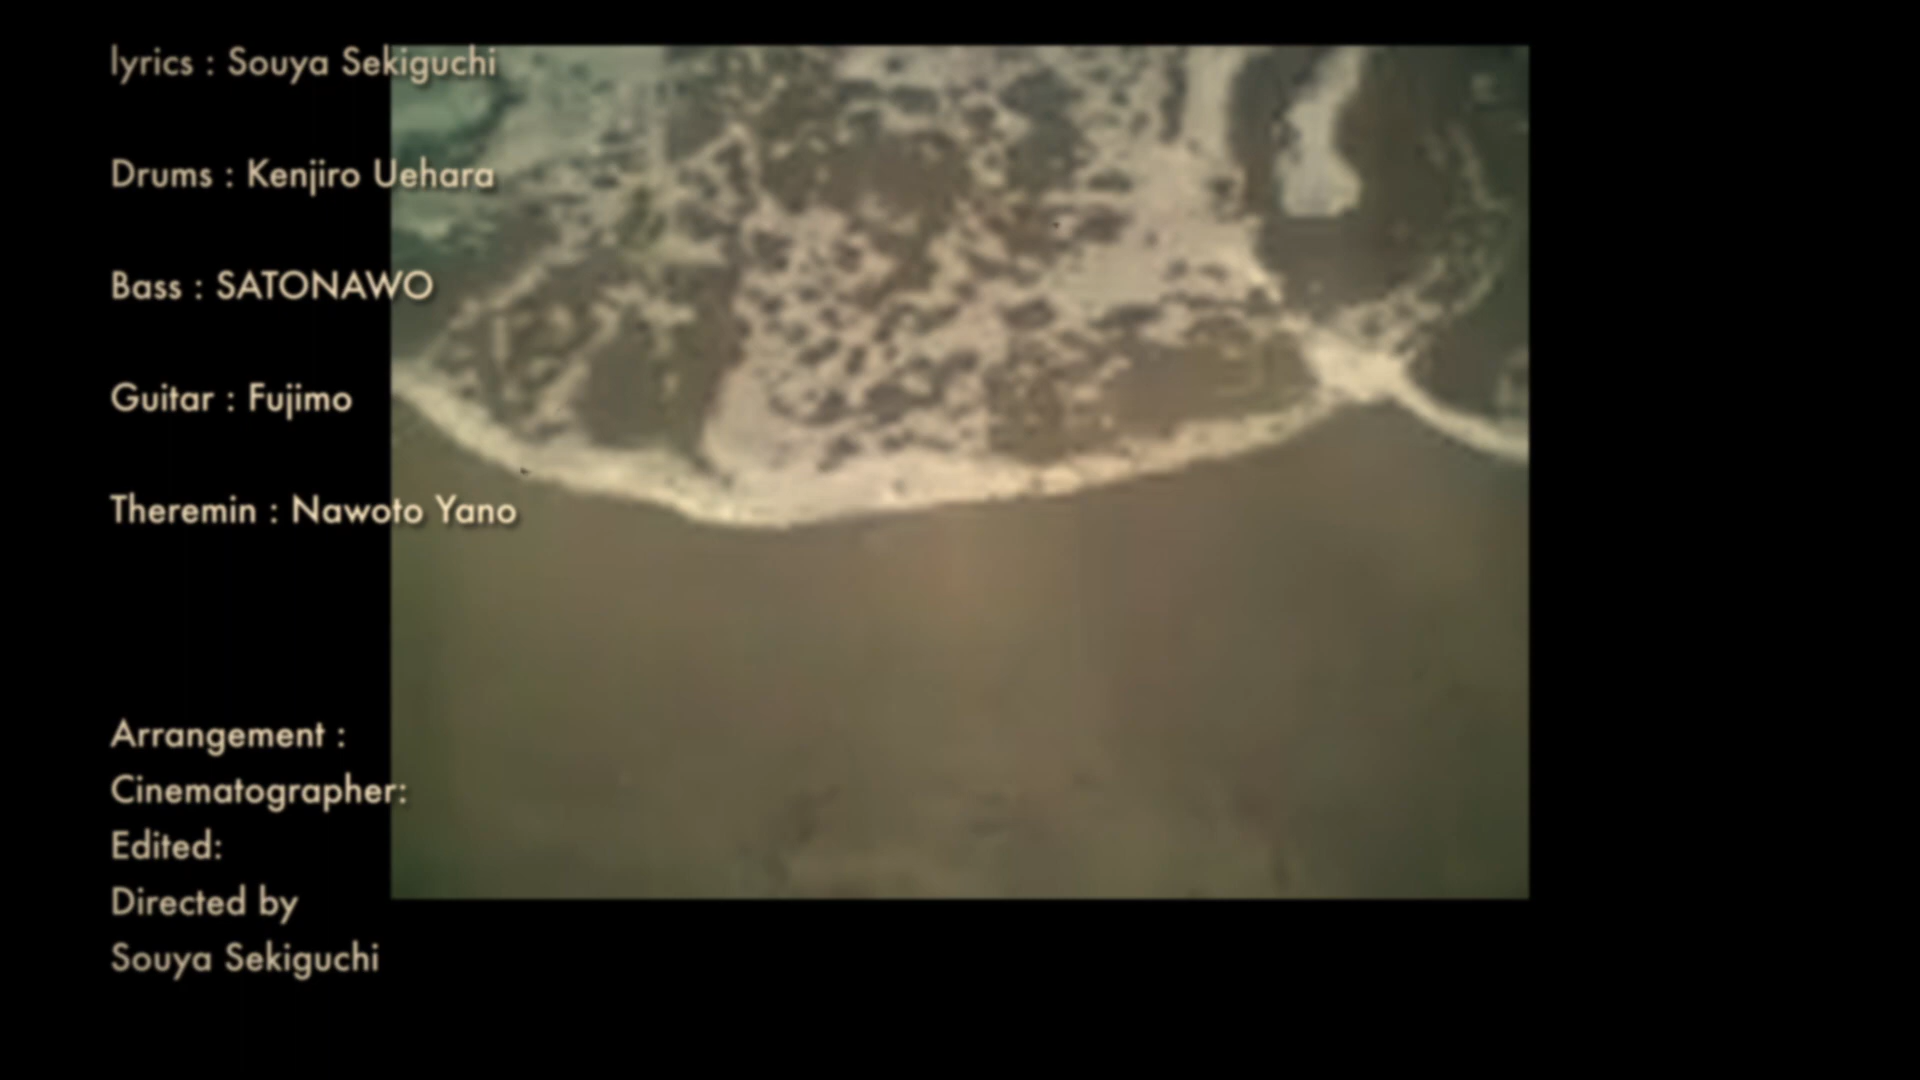 lyrics : Souya Sekiguchi
Drums : Kenjiro Uehara
Bass : SATONAWO
Guitar : Fujimo
Theremin : Nawoto Yano
Arrangement :
Cinematographer:
Edited:
Directed by
Souya Sekiguchi